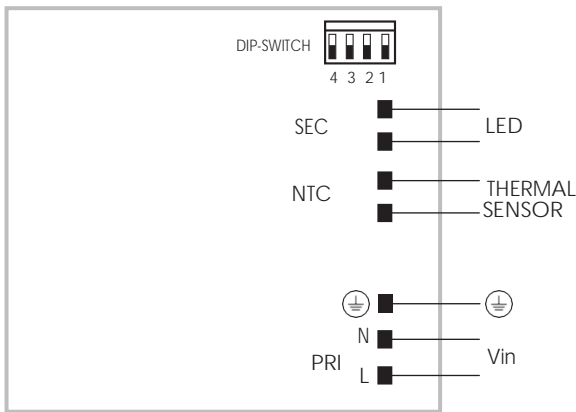 DIP-SWITCH
4 3 2 1
SEC
LED
NTC
THERMAL
SENSOR
N
PRI
L
Vin